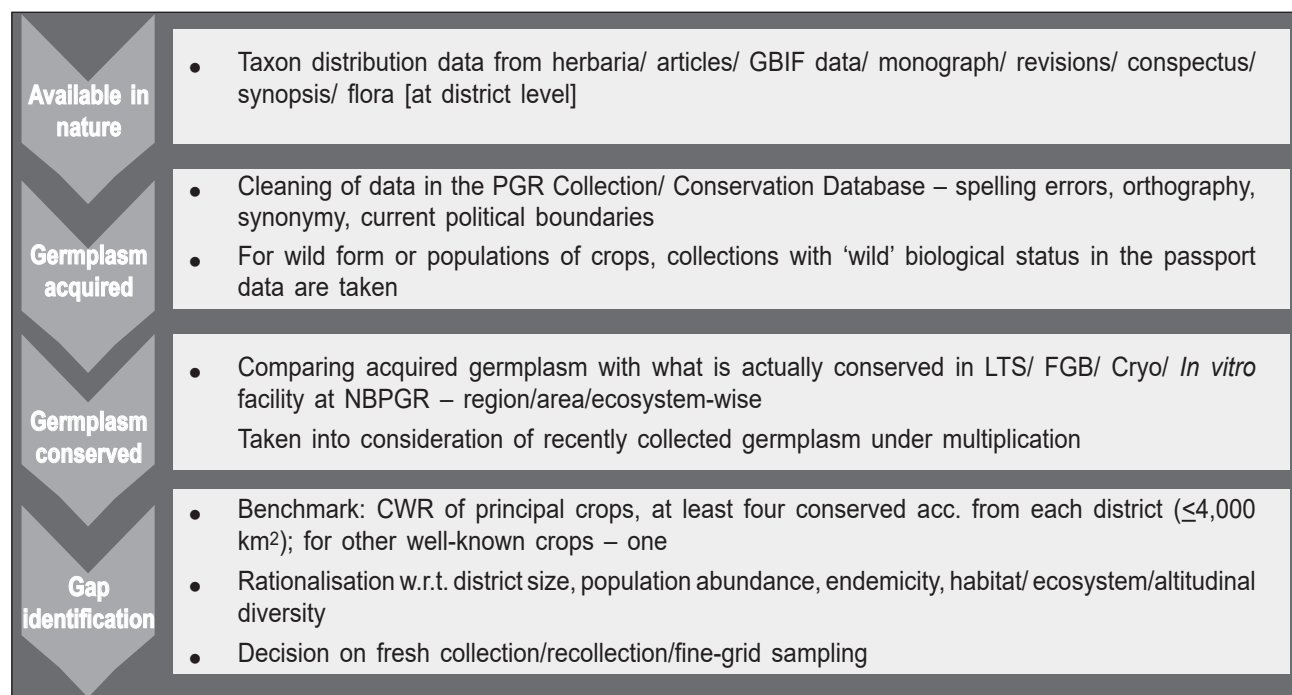 Available in
nature
• Taxon distribution data from herbaria/ articles/ GBIF data/ monograph/ revisions/ conspectus/
synopsis/ flora [at district level]
Germplasm
acquired
• Cleaning of data in the PGR Collection/ Conservation Database – spelling errors, orthography,
synonymy, current political boundaries
• For wild form or populations of crops, collections with ‘wild’ biological status in the passport
data are taken
Germplasm
conserved
• Comparing acquired germplasm with what is actually conserved in LTS/ FGB/ Cryo/ In vitro
facility at NBPGR – region/area/ecosystem-wise
Taken into consideration of recently collected germplasm under multiplication
Gap
identification
• Benchmark: CWR of principal crops, at least four conserved acc. from each district (≤4,000
km²); for other well-known crops – one
• Rationalisation w.r.t. district size, population abundance, endemicity, habitat/ ecosystem/altitudinal
diversity
• Decision on fresh collection/recollection/fine-grid sampling